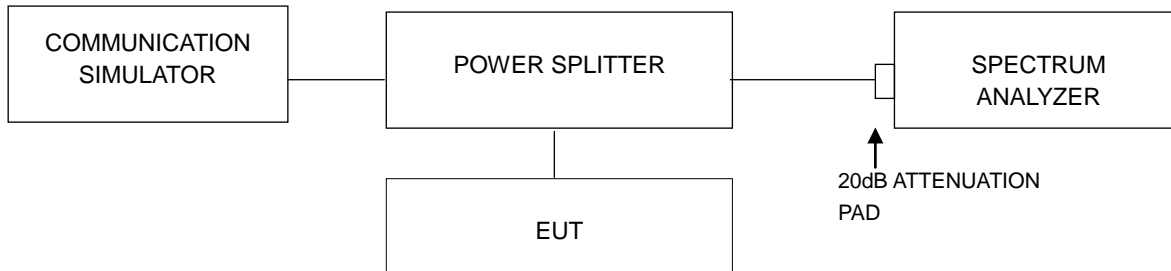 COMMUNICATION
SIMULATOR
POWER SPLITTER
SPECTRUM
ANALYZER
20dB ATTENUATION
PAD
EUT